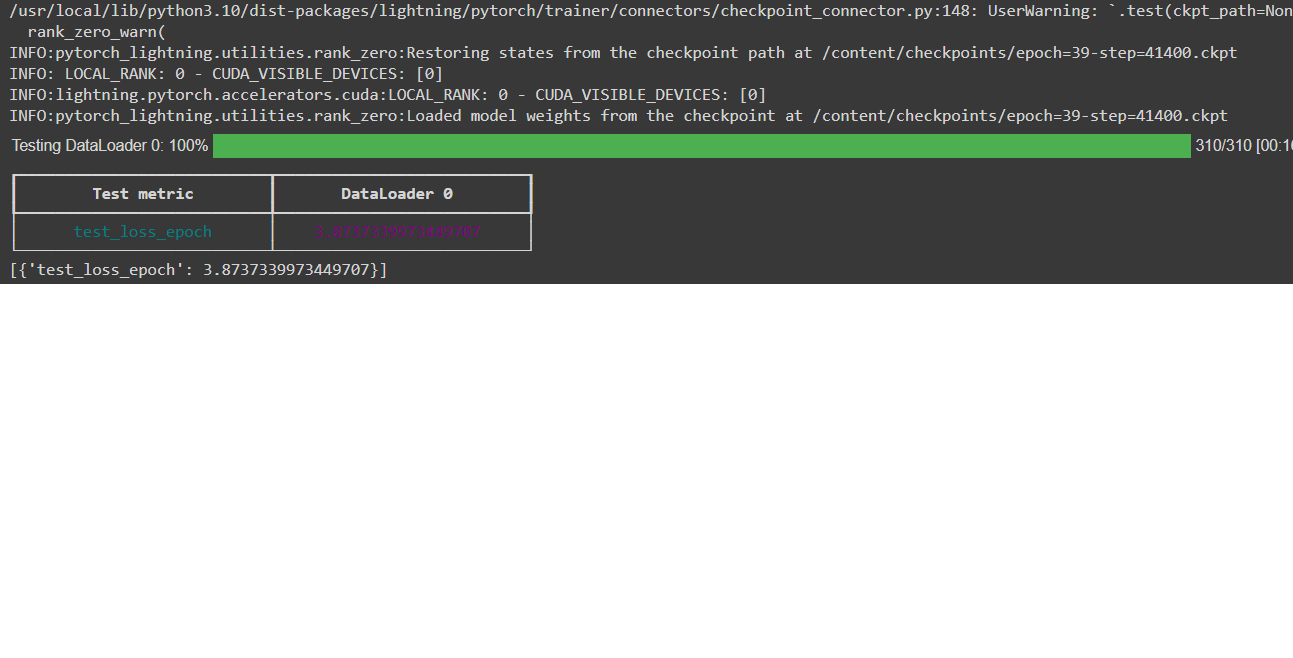 /usr/local/lib/python3.10/dist-packages/lightning/pytorch/trainer/connectors/checkpoint_connector.py:148: UserWarning: `.test(ckpt_path=Non
rank_zero_warn(
INFO:pytorch_lightning.utilities.rank_zero:Restoring states from the checkpoint path at /content/checkpoints/epoch=39-step=41400.ckpt
INFO: LOCAL_RANK: 0 - CUDA_VISIBLE_DEVICES: [0]
INFO:lightning.pytorch.accelerators.cuda:LOCAL_RANK: 0 - CUDA_VISIBLE_DEVICES: [0]
INFO:pytorch_lightning.utilities.rank_zero:Loaded model weights from the checkpoint at /content/checkpoints/epoch=39-step=41400.ckpt
Testing DataLoader 0: 100% 310/310 [00:16
Test metric DataLoader 0
test_loss_epoch 3.8737339973449707
[{'test_loss_epoch': 3.8737339973449707}]